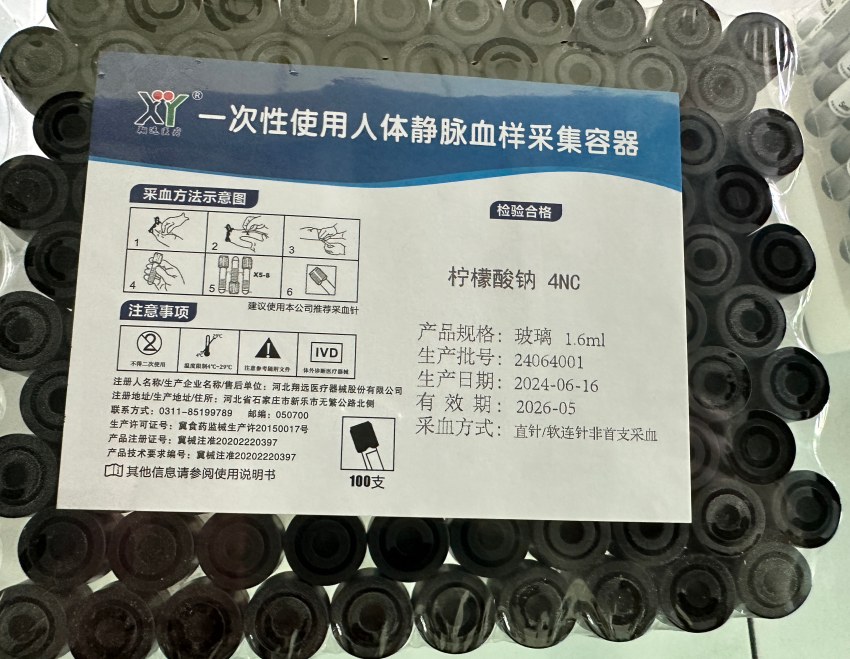 XY®
翔远医疗
一次性使用人体静脉血样采集容器
采血方法示意图
1
2
3
4
5
X5-8
6
建议使用本公司推荐采血针
注意事项
2
29℃
4℃
IVD
不得二次使用
温度限制4℃-29℃
注意参考随附文件
体外诊断医疗器械
注册人名称/生产企业名称/售后单位：河北翔远医疗器械股份有限公司
注册地址/生产地址/住所：河北省石家庄市新乐市无繁公路北侧
联系方式：0311-85199789 邮编：050700
生产许可证号：冀食药监械生产许20150017号
产品注册证号：冀械注准20202220397
产品技术要求编号：冀械注准20202220397
其他信息请参阅使用说明书
100支
检验合格
柠檬酸钠 4NC
产品规格：玻璃 1.6ml
生产批号：24064001
生产日期：2024-06-16
有 效 期：2026-05
采血方式：直针/软连针非首支采血